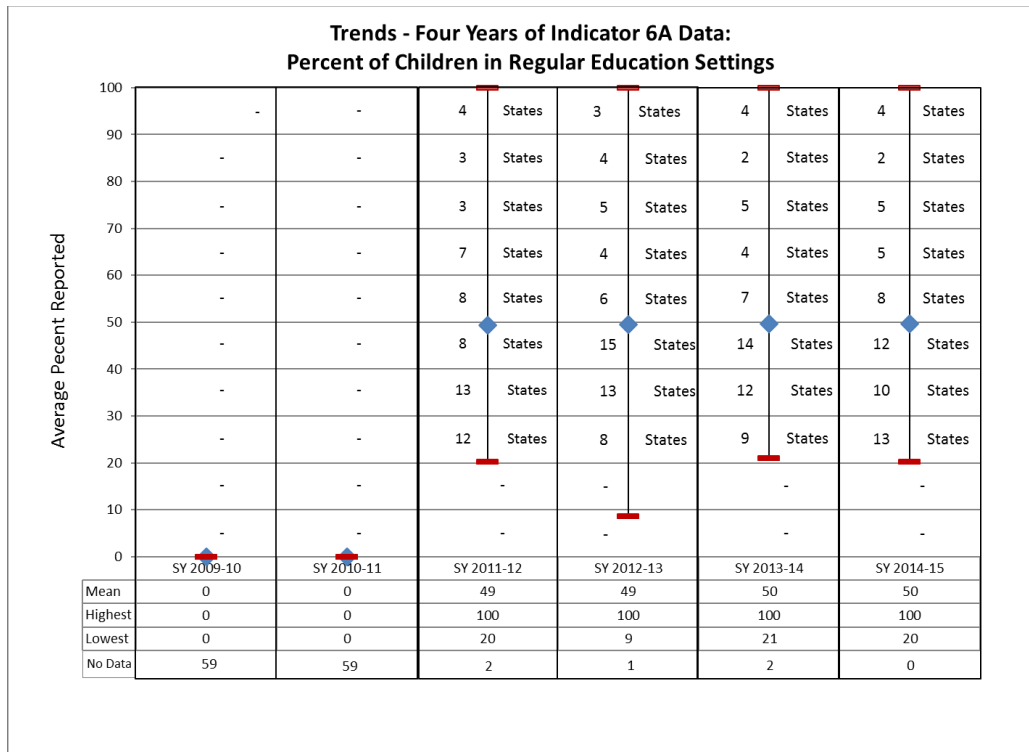 Trends - Four Years of Indicator 6A Data:
Percent of Children in Regular Education Settings
Average Pecent Reported
100 - - 4 States 3 States 4 States 4 States
90 - - 3 States 4 States 2 States 2 States
80 - - 3 States 5 States 5 States 5 States
70 - - 7 States 4 States 4 States 5 States
60 - - 8 States 6 States 7 States 8 States
50 - - 8 States 15 States 14 States 12 States
40 - - 13 States 13 States 12 States 10 States
30 - - 12 States 8 States 9 States 13 States
20 - - - - - -
10 - - - - - -
0
SY 2009-10 SY 2010-11 SY 2011-12 SY 2012-13 SY 2013-14 SY 2014-15
Mean 0 0 49 49 50 50
Highest 0 0 100 100 100 100
Lowest 0 0 20 9 21 20
No Data 59 59 2 1 2 0